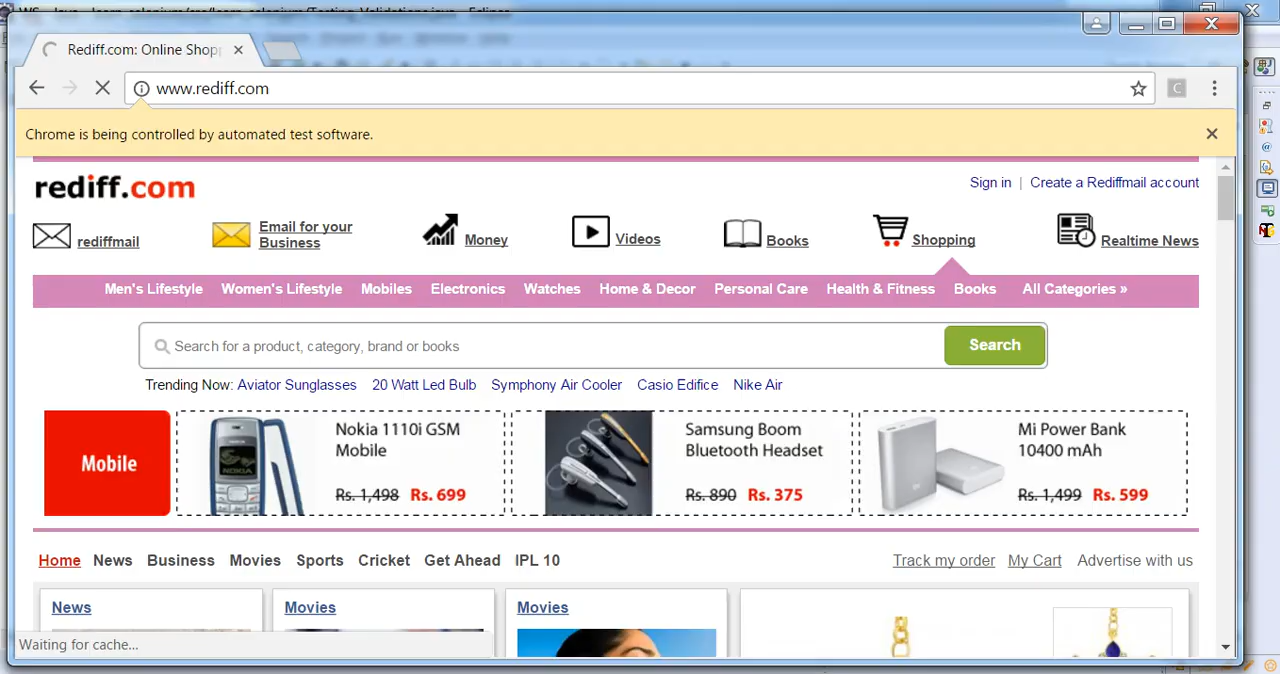 Rediff.com: Online Shopp
www.rediff.com
C
Chrome is being controlled by automated test software.
rediff.com
Sign in | Create a Rediffmail account
rediffmail
Email for your
Business
Money
Videos
Books
Shopping
Realtime News
Men's Lifestyle Women's Lifestyle Mobiles Electronics Watches Home & Decor Personal Care Health & Fitness Books All Categories »
Search for a product, category, brand or books
Search
Trending Now: Aviator Sunglasses 20 Watt Led Bulb Symphony Air Cooler Casio Edifice Nike Air
Mobile
Nokia 1110i GSM
Mobile
Rs. 1,498 Rs. 699
Samsung Boom
Bluetooth Headset
Rs. 890 Rs. 375
Mi Power Bank
10400 mAh
Rs. 1,499 Rs. 599
Home News Business Movies Sports Cricket Get Ahead IPL 10
Track my order My Cart Advertise with us
News
Movies
Movies
Waiting for cache...